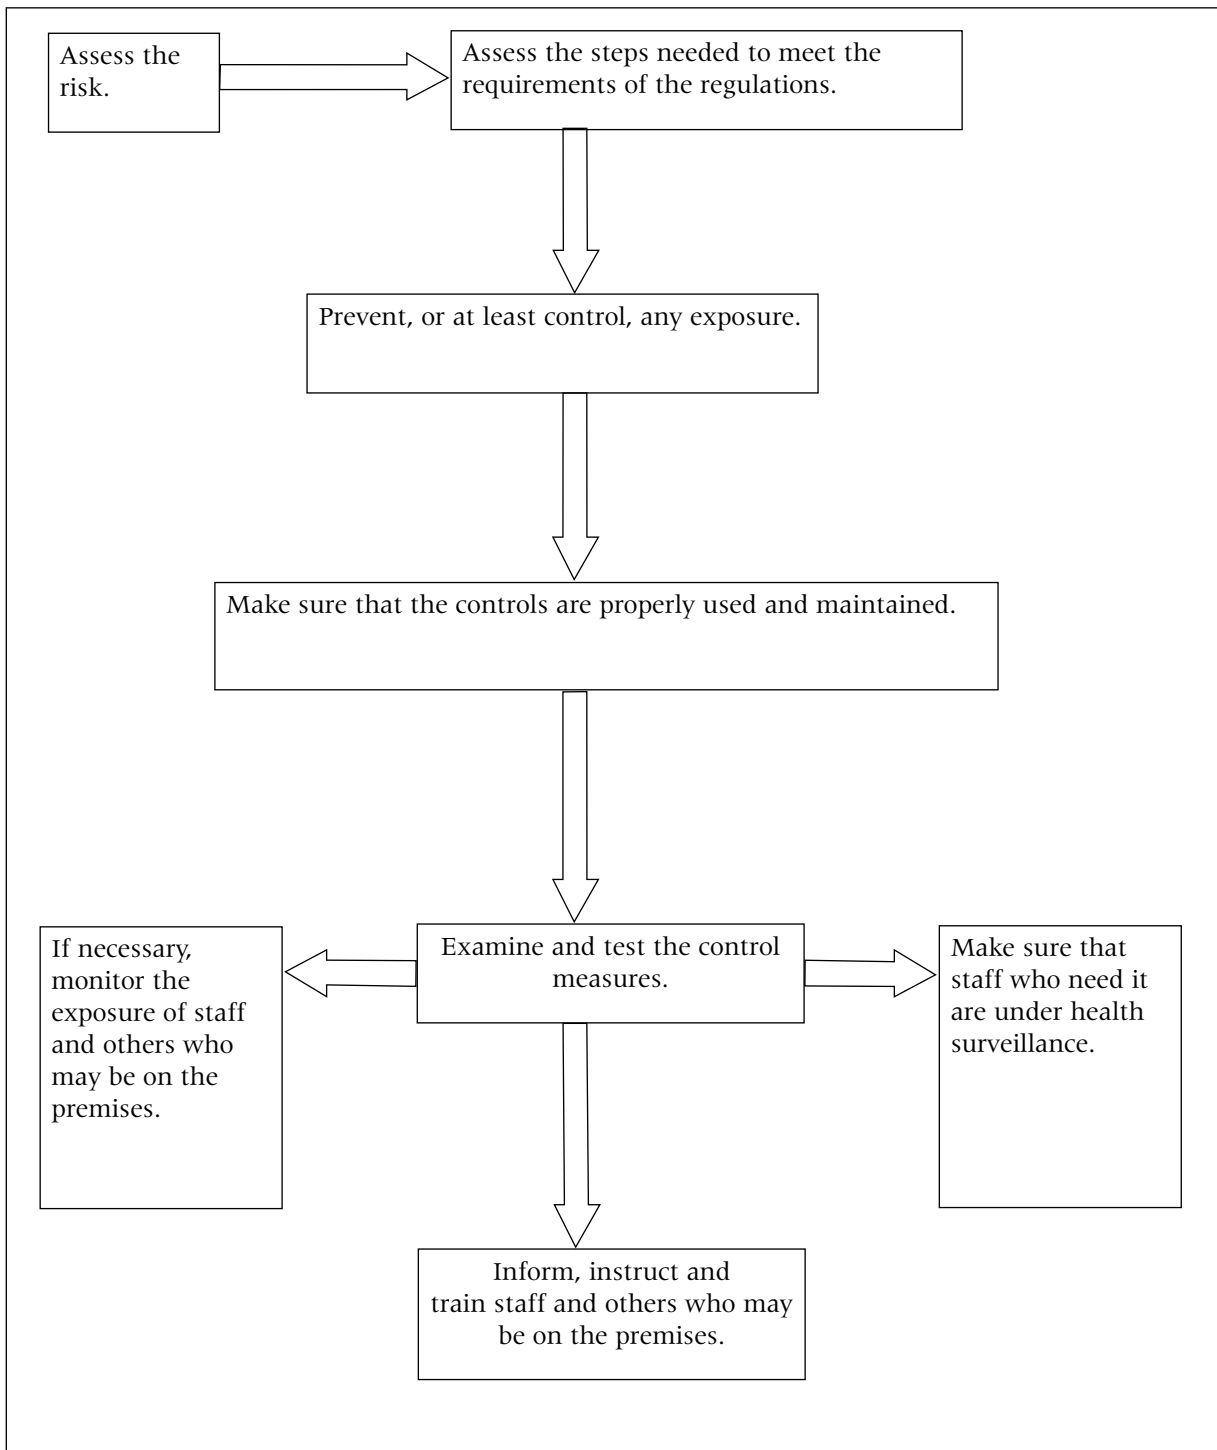 Assess the
risk.
Assess the steps needed to meet the
requirements of the regulations.
Prevent, or at least control, any exposure.
Make sure that the controls are properly used and maintained.
If necessary,
monitor the
exposure of staff
and others who
may be on the
premises.
Examine and test the control
measures.
Make sure that
staff who need it
are under health
surveillance.
Inform, instruct and
train staff and others who may
be on the premises.